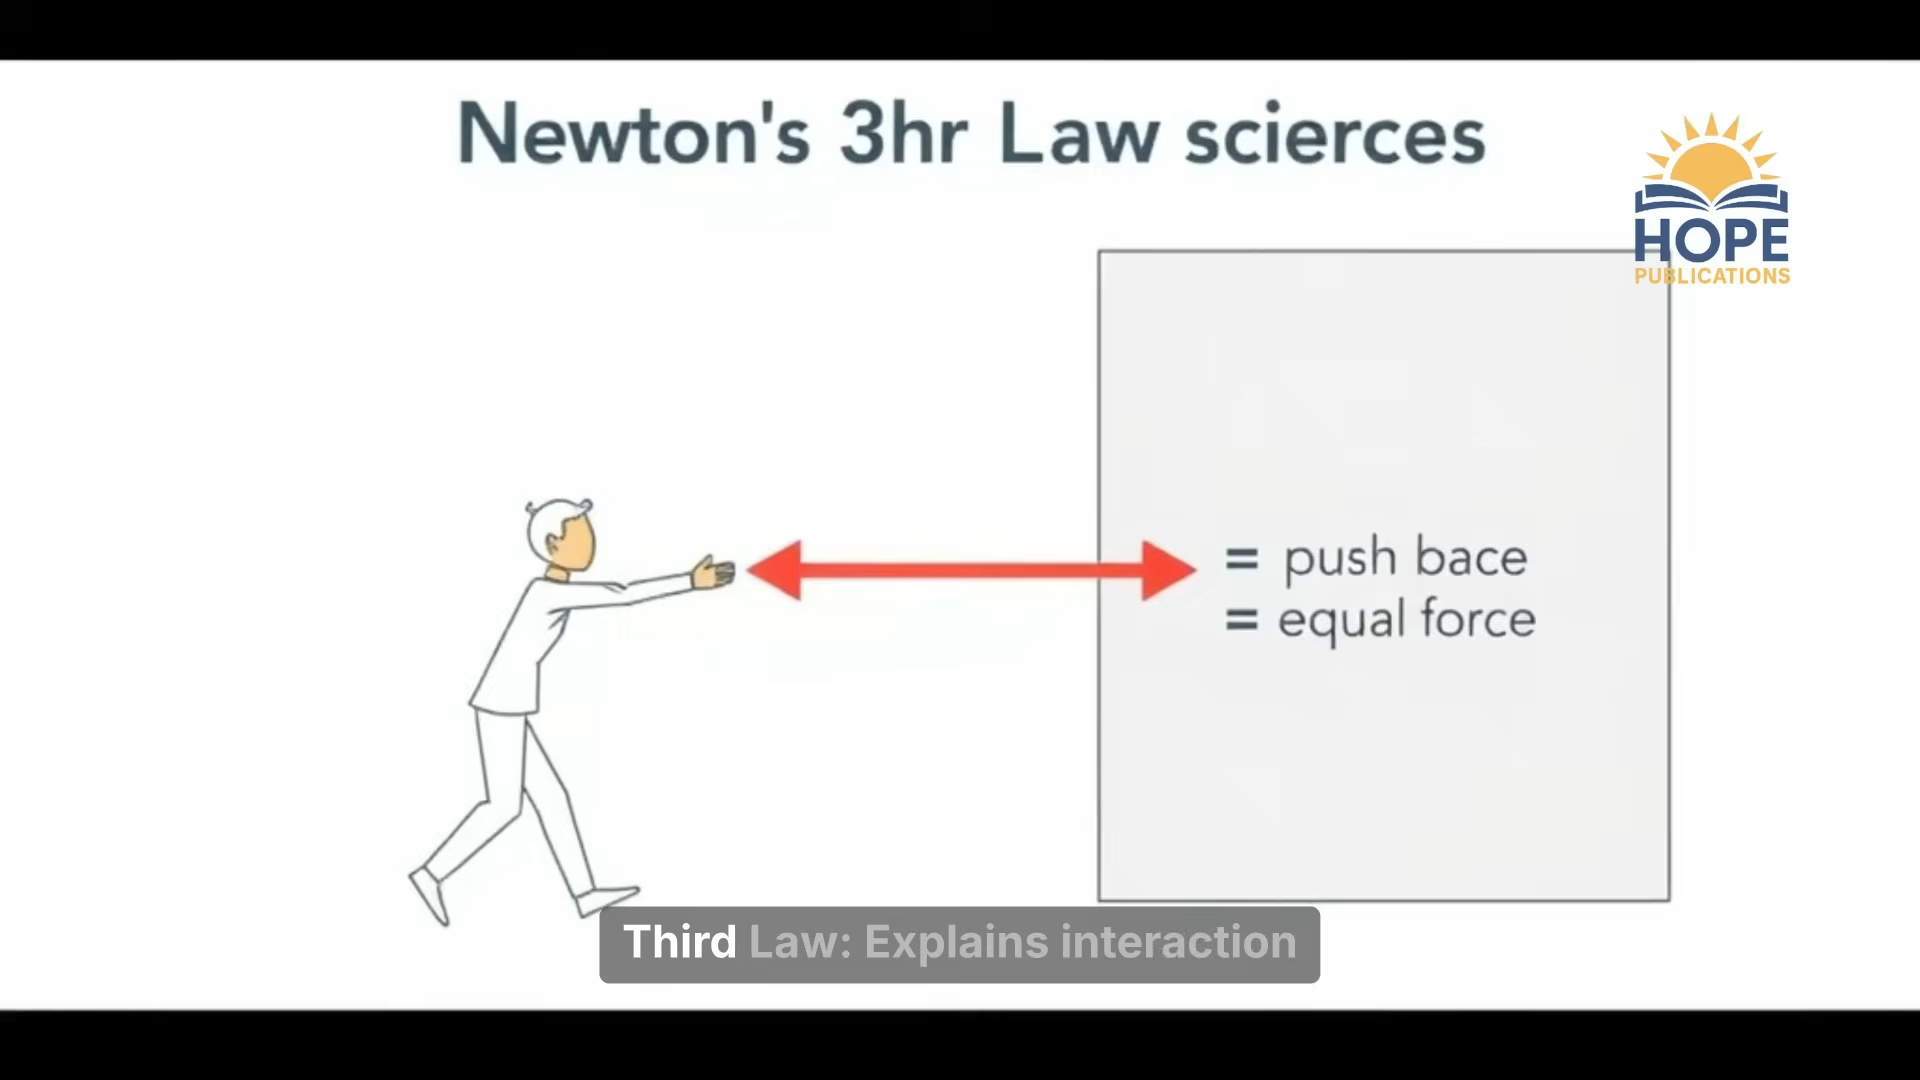 Newton's 3hr Law scierces
HOPE
PUBLICATIONS
= push bace
= equal force
Third Law: Explains interaction